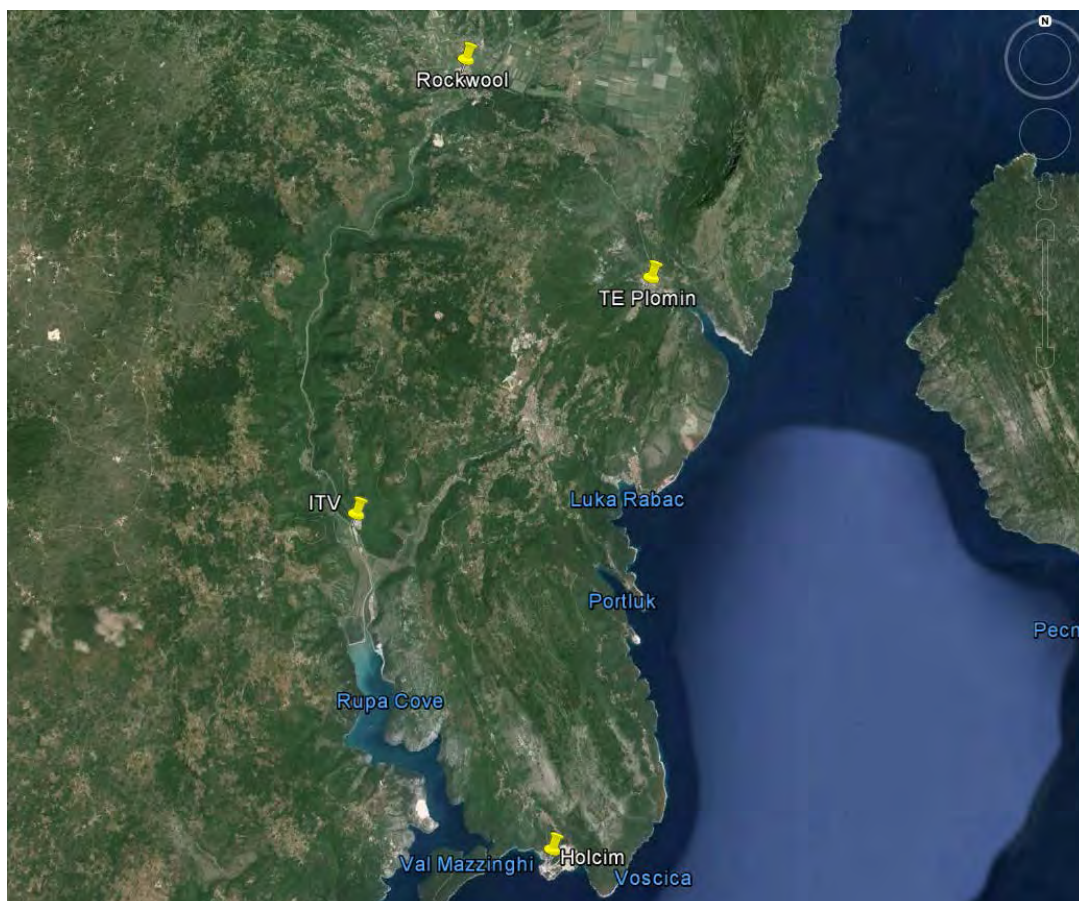 N
Rockwool
TE Plomin
ITV
Luka Rabac
Portluk
Pecn
Rupa Cove
Val Mazzinghi
Holcim
Voscica